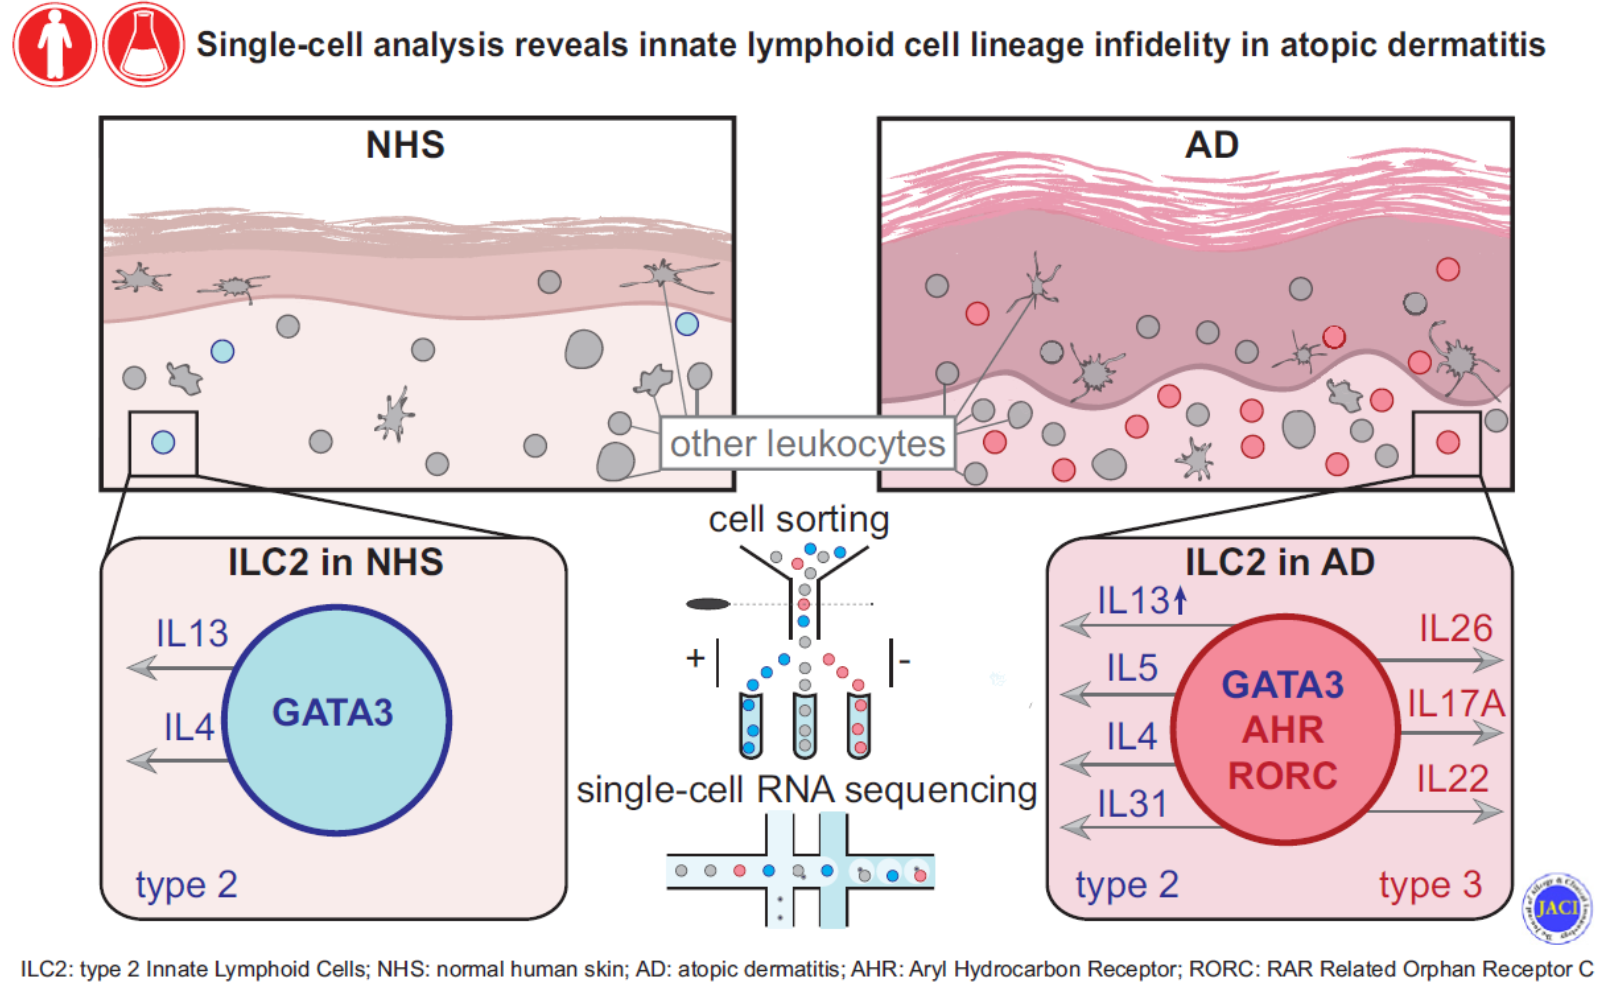 Single-cell analysis reveals innate lymphoid cell lineage infidelity in atopic dermatitis
NHS
AD
other leukocytes
cell sorting
+
-
single-cell RNA sequencing
ILC2 in NHS
IL13
IL4
GATA3
type 2
ILC2 in AD
IL13
IL5
IL4
IL31
GATA3
AHR
RORC
IL26
IL17A
IL22
type 2
type 3
JACI
ILC2: type 2 Innate Lymphoid Cells; NHS: normal human skin; AD: atopic dermatitis; AHR: Aryl Hydrocarbon Receptor; RORC: RAR Related Orphan Receptor C